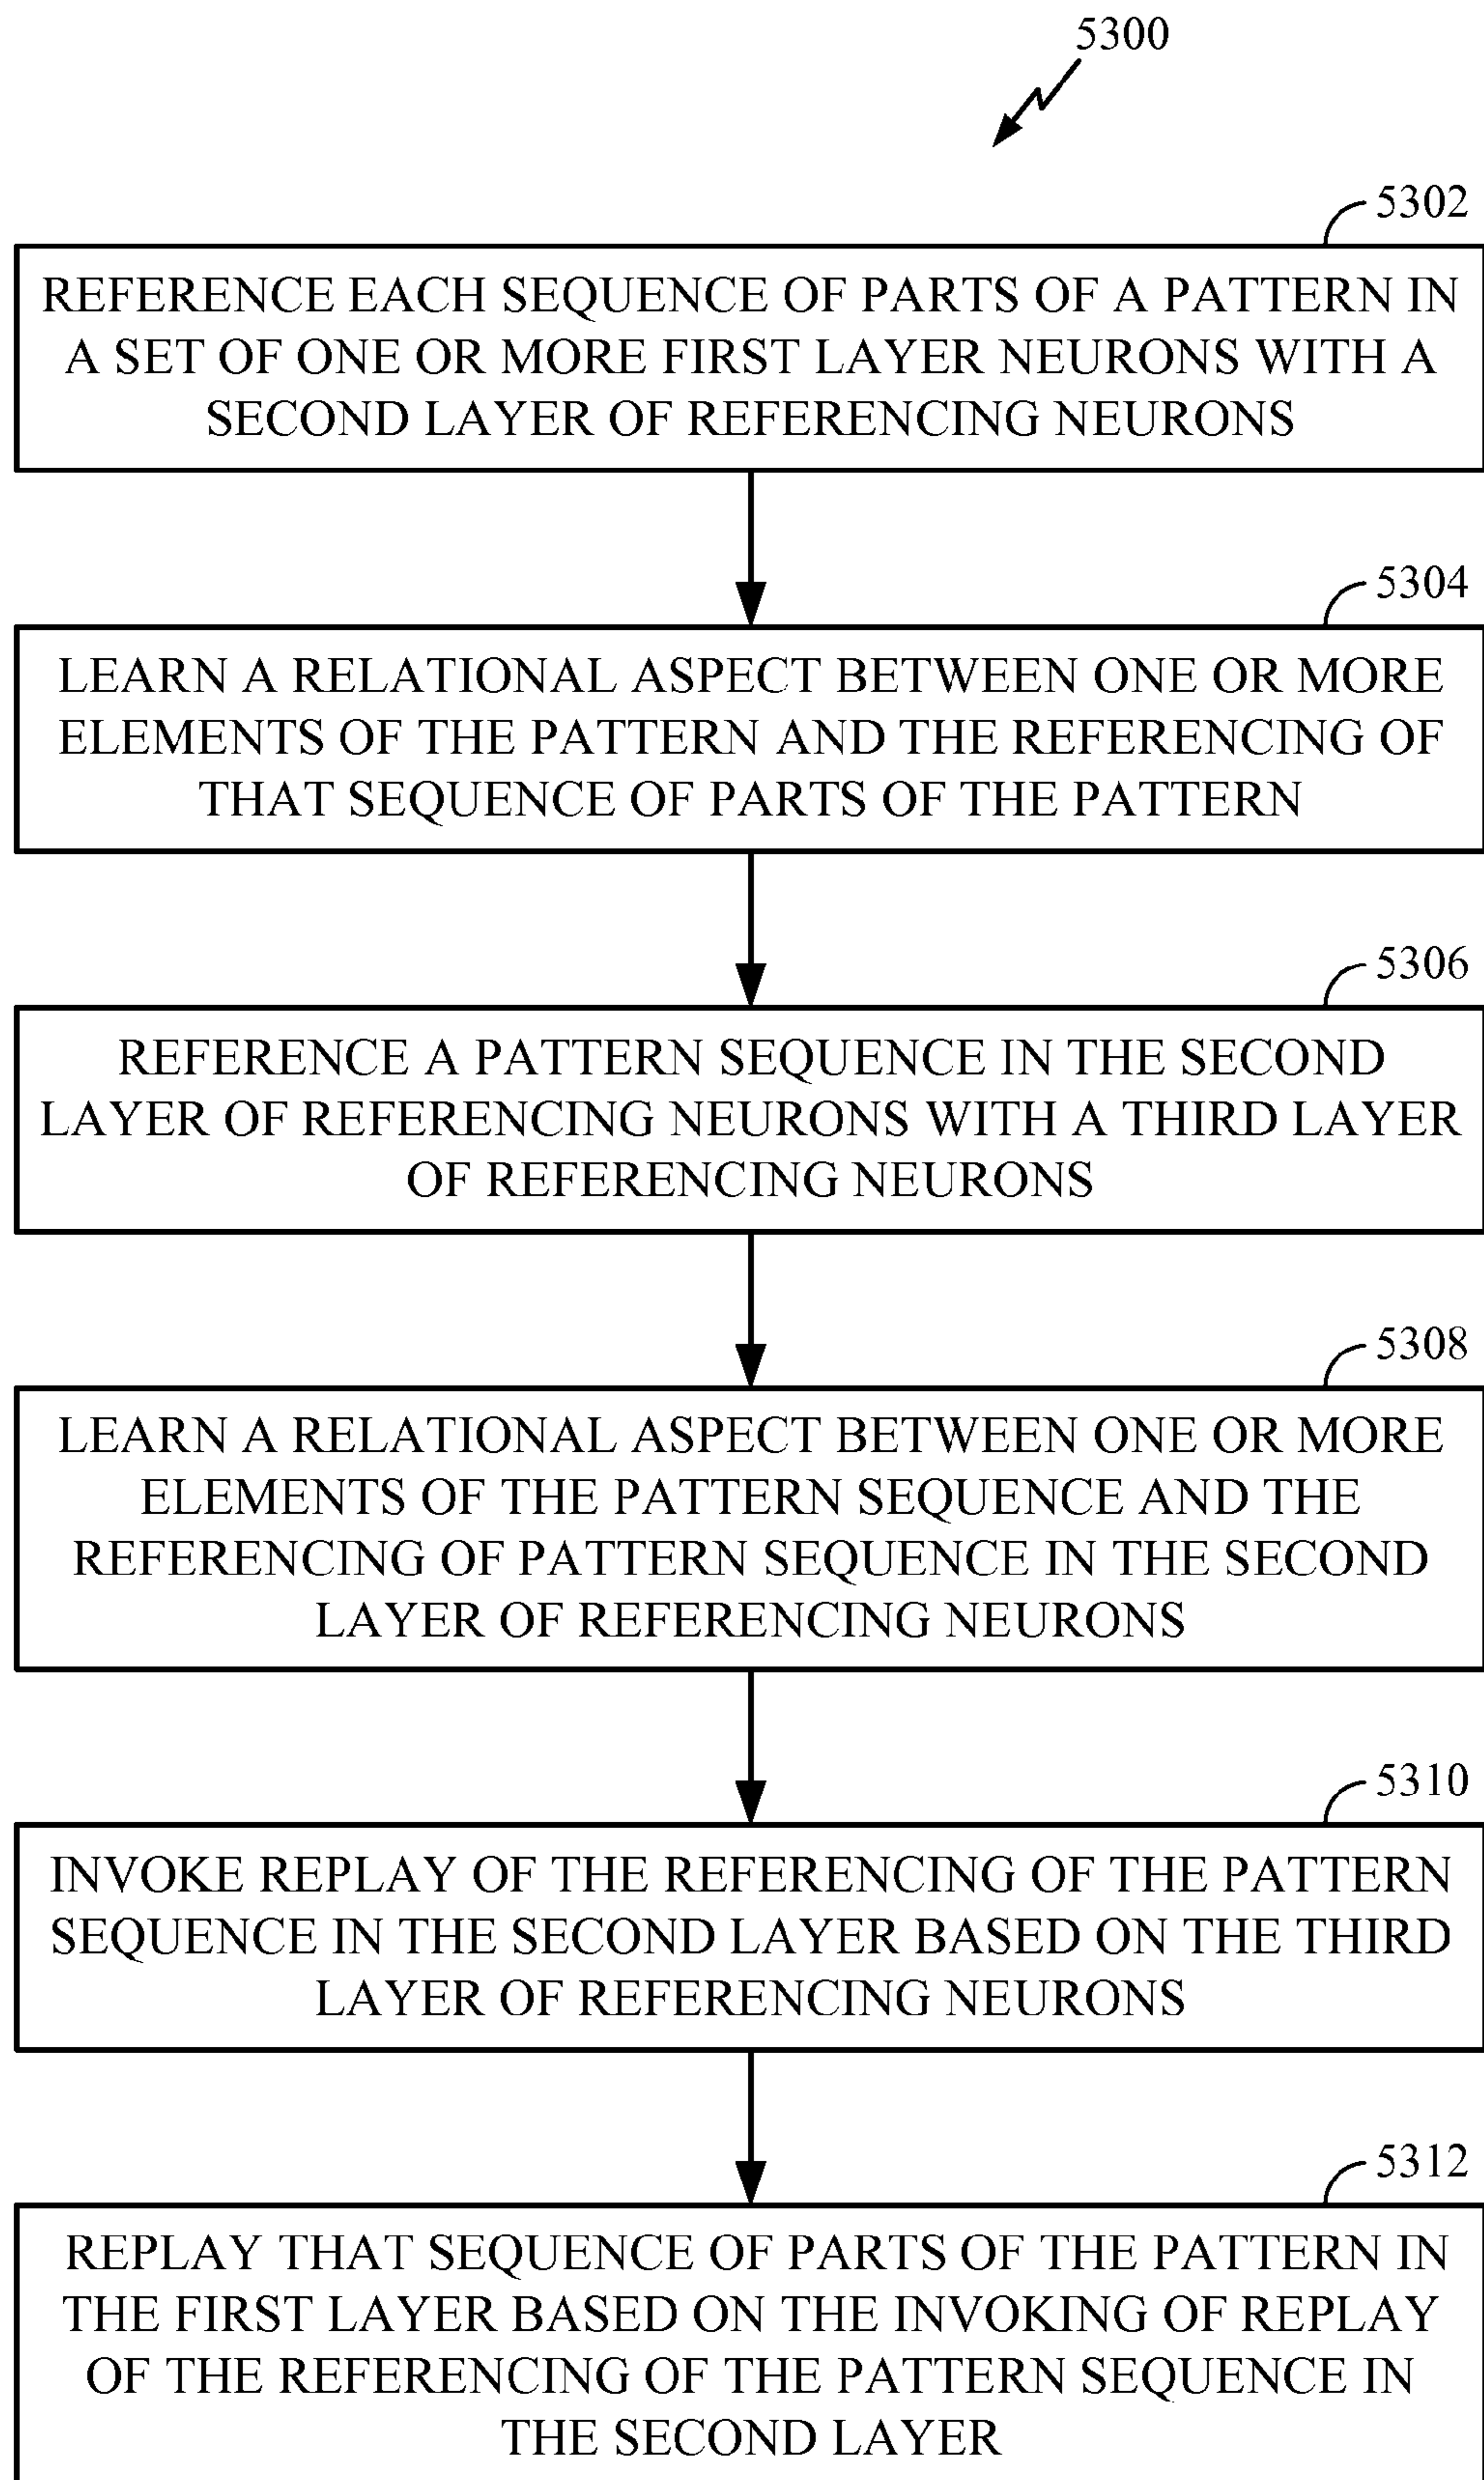 5300
5302
REFERENCE EACH SEQUENCE OF PARTS OF A PATTERN IN
A SET OF ONE OR MORE FIRST LAYER NEURONS WITH A
SECOND LAYER OF REFERENCING NEURONS
5304
LEARN A RELATIONAL ASPECT BETWEEN ONE OR MORE
ELEMENTS OF THE PATTERN AND THE REFERENCING OF
THAT SEQUENCE OF PARTS OF THE PATTERN
5306
REFERENCE A PATTERN SEQUENCE IN THE SECOND
LAYER OF REFERENCING NEURONS WITH A THIRD LAYER
OF REFERENCING NEURONS
5308
LEARN A RELATIONAL ASPECT BETWEEN ONE OR MORE
ELEMENTS OF THE PATTERN SEQUENCE AND THE
REFERENCING OF PATTERN SEQUENCE IN THE SECOND
LAYER OF REFERENCING NEURONS
5310
INVOKE REPLAY OF THE REFERENCING OF THE PATTERN
SEQUENCE IN THE SECOND LAYER BASED ON THE THIRD
LAYER OF REFERENCING NEURONS
5312
REPLAY THAT SEQUENCE OF PARTS OF THE PATTERN IN
THE FIRST LAYER BASED ON THE INVOKING OF REPLAY
OF THE REFERENCING OF THE PATTERN SEQUENCE IN
THE SECOND LAYER